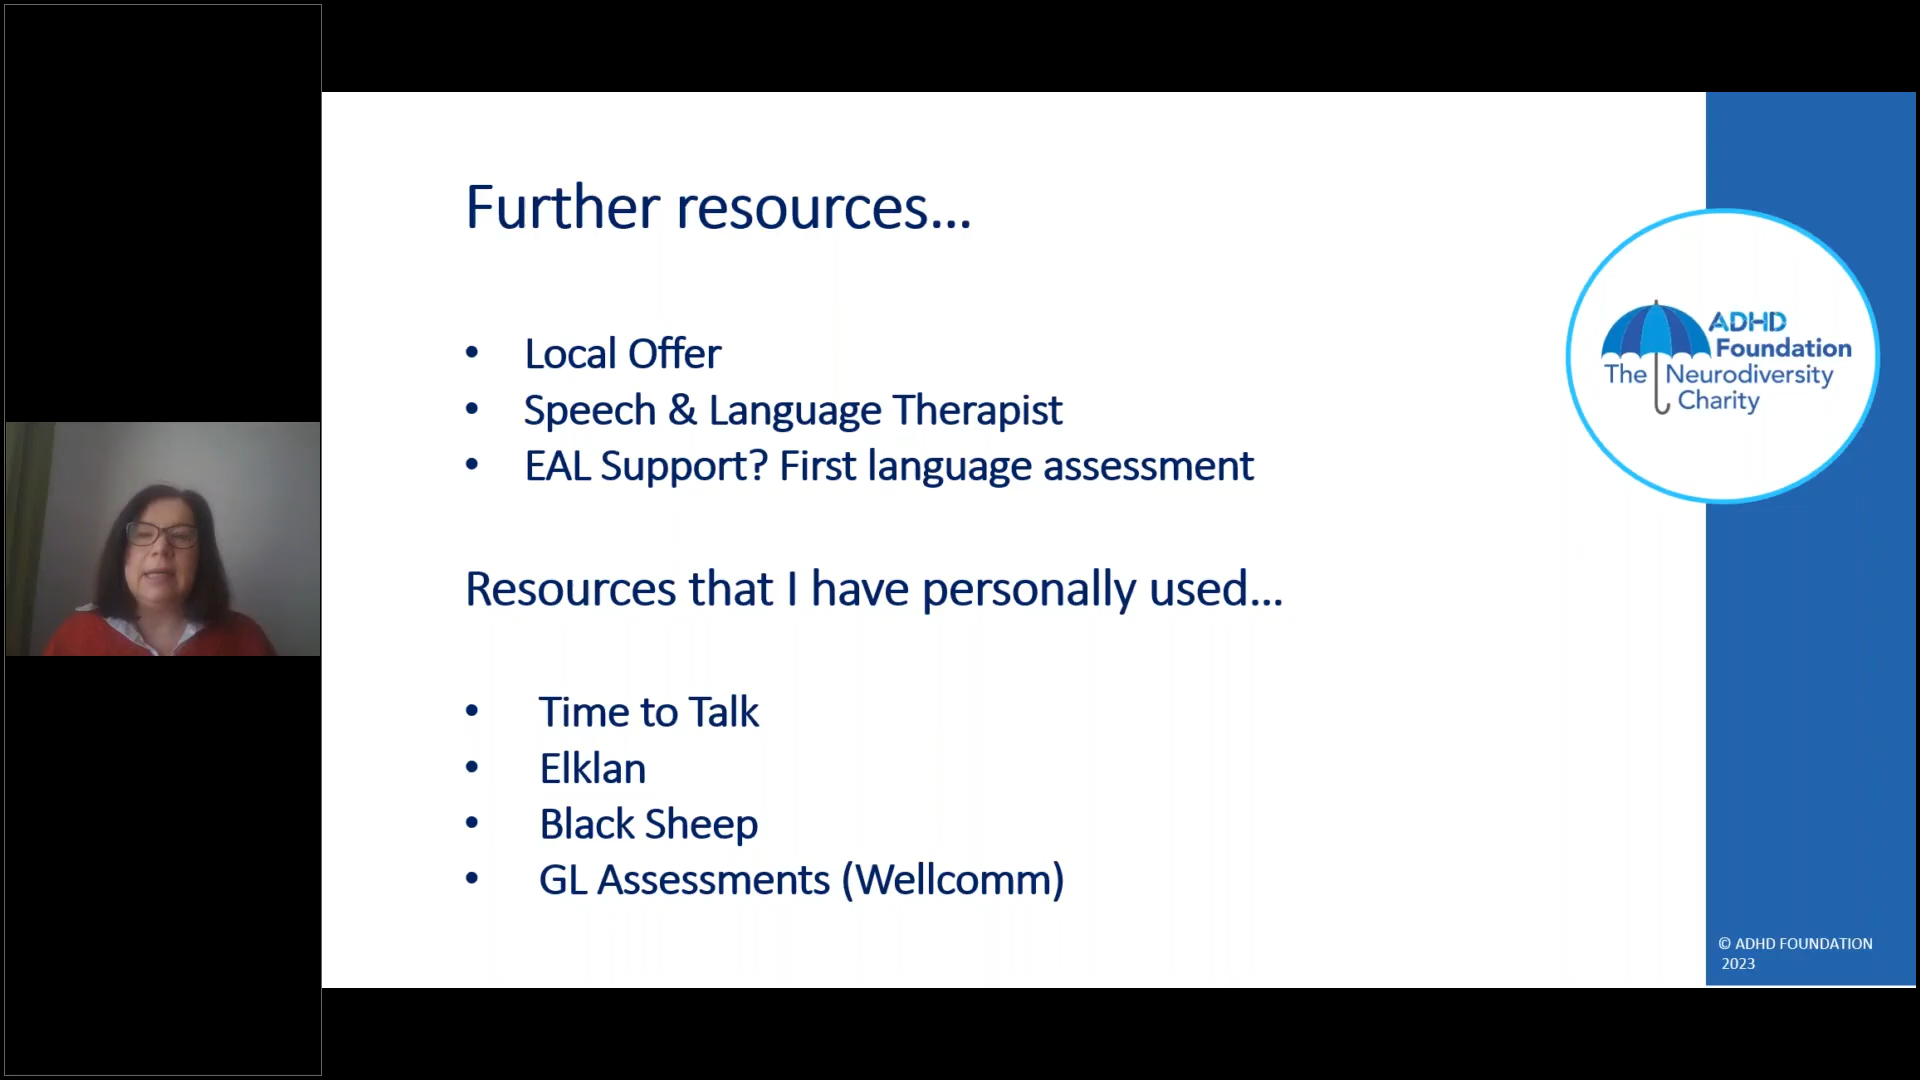 Further resources...
• Local Offer
• Speech & Language Therapist
• EAL Support? First language assessment
Resources that I have personally used...
• Time to Talk
• Elklan
• Black Sheep
• GL Assessments (Wellcomm)
ADHD
Foundation
The Neurodiversity
Charity
© ADHD FOUNDATION
2023